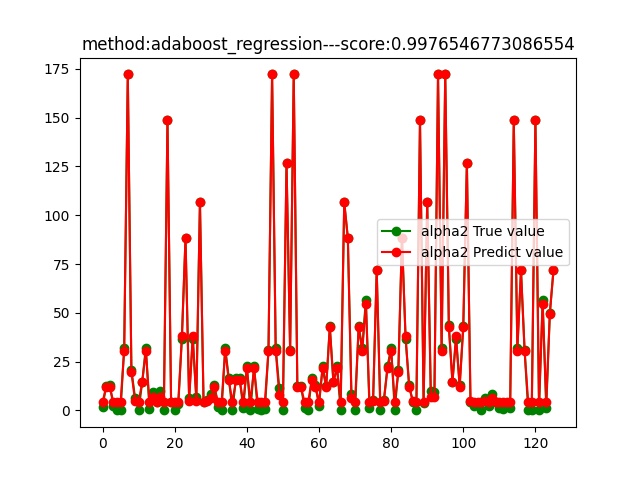 method:adaboost_regression---score:0.9976546773086554
175
150
125
100
75
50
25
0
alpha2 True value
alpha2 Predict value
0 20 40 60 80 100 120